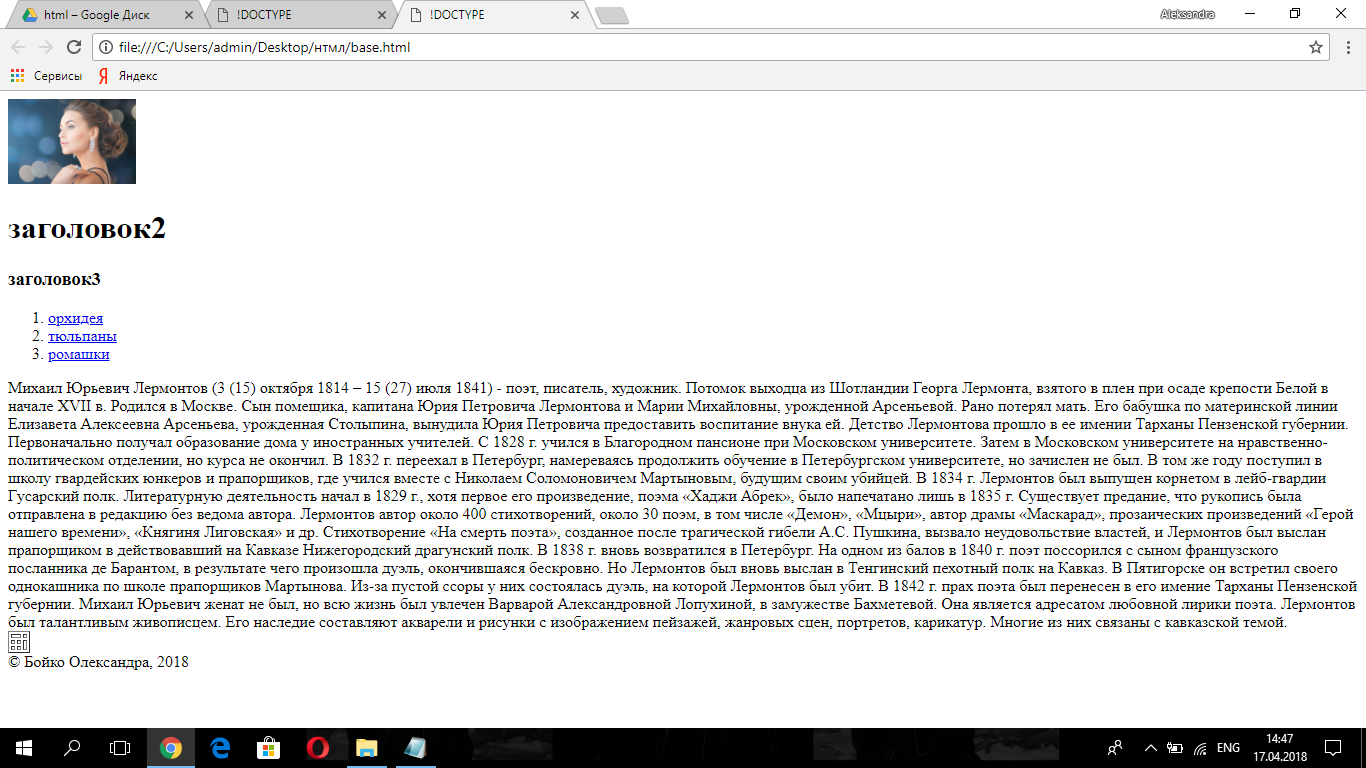 html – Google Диск
!DOCTYPE
!DOCTYPE
Aleksandra
file:///C:/Users/admin/Desktop/нтмл/base.html
Сервисы
Яндекс
заголовок2
заголовок3
1. орхидея
2. тюльпаны
3. ромашки
Михаил Юрьевич Лермонтов (3 (15) октября 1814 – 15 (27) июля 1841) - поэт, писатель, художник. Потомок выходца из Шотландии Георга Лермонта, взятого в плен при осаде крепости Белой в
начале XVII в. Родился в Москве. Сын помещика, капитана Юрия Петровича Лермонтова и Марии Михайловны, урожденной Арсеньевой. Рано потерял мать. Его бабушка по материнской линии
Елизавета Алексеевна Арсеньева, урожденная Столыпина, вынудила Юрия Петровича предоставить воспитание внука ей. Детство Лермонтова прошло в ее имении Тарханы Пензенской губернии.
Первоначально получал образование дома у иностранных учителей. С 1828 г. учился в Благородном пансионе при Московском университете. Затем в Московском университете на нравственно-
политическом отделении, но курса не окончил. В 1832 г. переехал в Петербург, намереваясь продолжить обучение в Петербургском университете, но зачислен не был. В том же году поступил в
школу гвардейских юнкеров и прапорщиков, где учился вместе с Николаем Соломоновичем Мартыновым, будущим своим убийцей. В 1834 г. Лермонтов был выпущен корнетом в лейб-гвардии
Гусарский полк. Литературную деятельность начал в 1829 г., хотя первое его произведение, поэма «Хаджи Абрек», было напечатано лишь в 1835 г. Существует предание, что рукопись была
отправлена в редакцию без ведома автора. Лермонтов автор около 400 стихотворений, около 30 поэм, в том числе «Демон», «Мцыри», автор драмы «Маскарад», прозаических произведений «Герой
нашего времени», «Княгиня Лиговская» и др. Стихотворение «На смерть поэта», созданное после трагической гибели А.С. Пушкина, вызвало неудовольствие властей, и Лермонтов был выслан
прапорщиком в действовавший на Кавказе Нижегородский драгунский полк. В 1838 г. вновь возвратился в Петербург. На одном из балов в 1840 г. поэт поссорился с сыном французского
посланника де Барантом, в результате чего произошла дуэль, окончившаяся бескровно. Но Лермонтов был вновь выслан в Тенгинский пехотный полк на Кавказ. В Пятигорске он встретил своего
однокашника по школе прапорщиков Мартынова. Из-за пустой ссоры у них состоялась дуэль, на которой Лермонтов был убит. В 1842 г. прах поэта был перенесен в его имение Тарханы Пензенской
губернии. Михаил Юрьевич женат не был, но всю жизнь был увлечен Варварой Александровной Лопухиной, в замужестве Бахметевой. Она является адресатом любовной лирики поэта. Лермонтов
был талантливым живописцем. Его наследие составляют акварели и рисунки с изображением пейзажей, жанровых сцен, портретов, карикатур. Многие из них связаны с кавказской темой.
© Бойко Олександра, 2018
ENG
14:47
17.04.2018